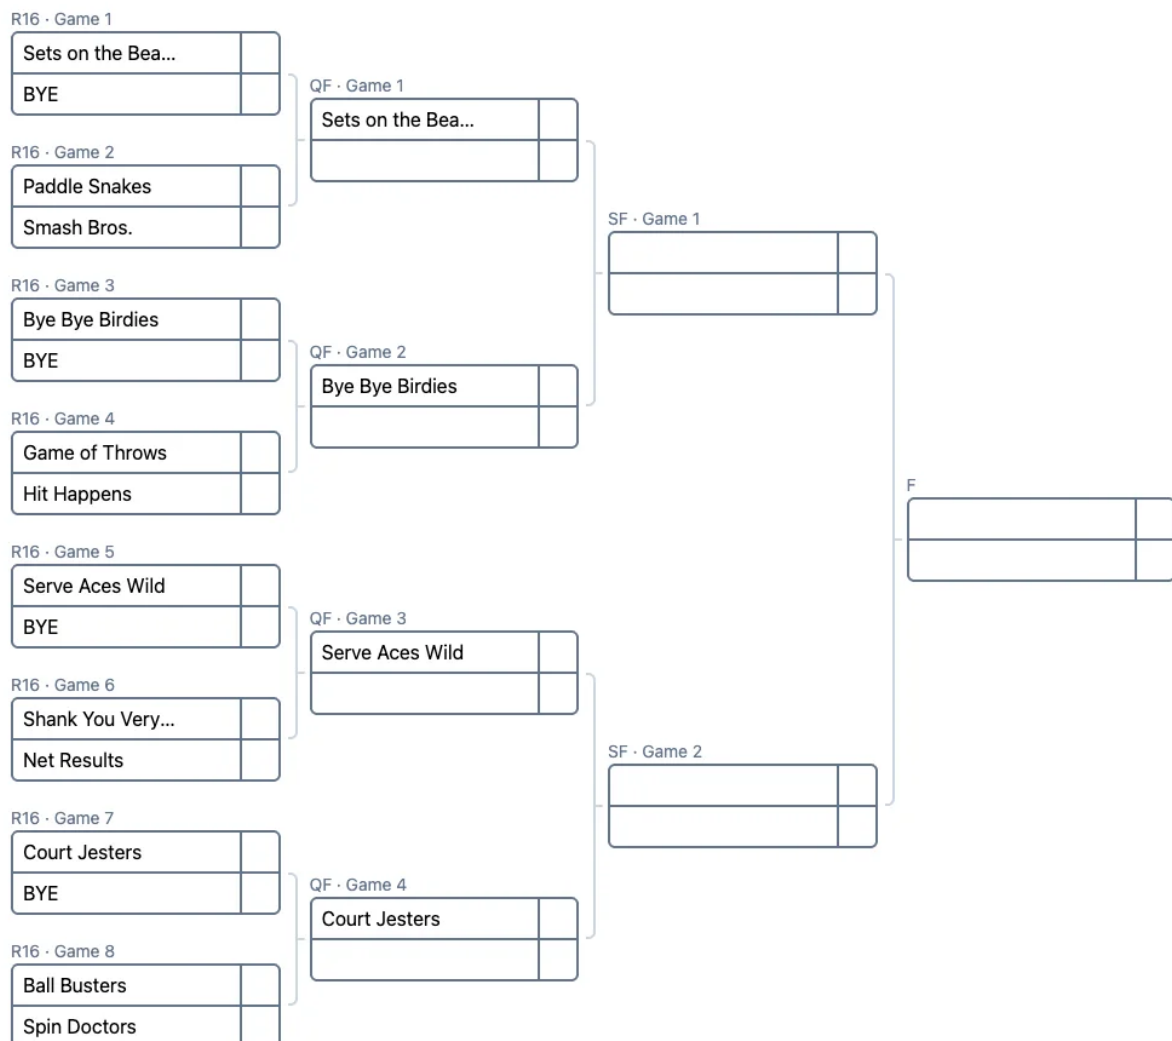 R16 · Game 1
Sets on the Bea...
BYE
R16 · Game 2
Paddle Snakes
Smash Bros.
R16 · Game 3
Bye Bye Birdies
BYE
R16 · Game 4
Game of Throws
Hit Happens
R16 · Game 5
Serve Aces Wild
BYE
R16 · Game 6
Shank You Very...
Net Results
R16 · Game 7
Court Jesters
BYE
R16 · Game 8
Ball Busters
Spin Doctors
QF · Game 1
Sets on the Bea...
QF · Game 2
Bye Bye Birdies
QF · Game 3
Serve Aces Wild
QF · Game 4
Court Jesters
SF · Game 1
SF · Game 2
F